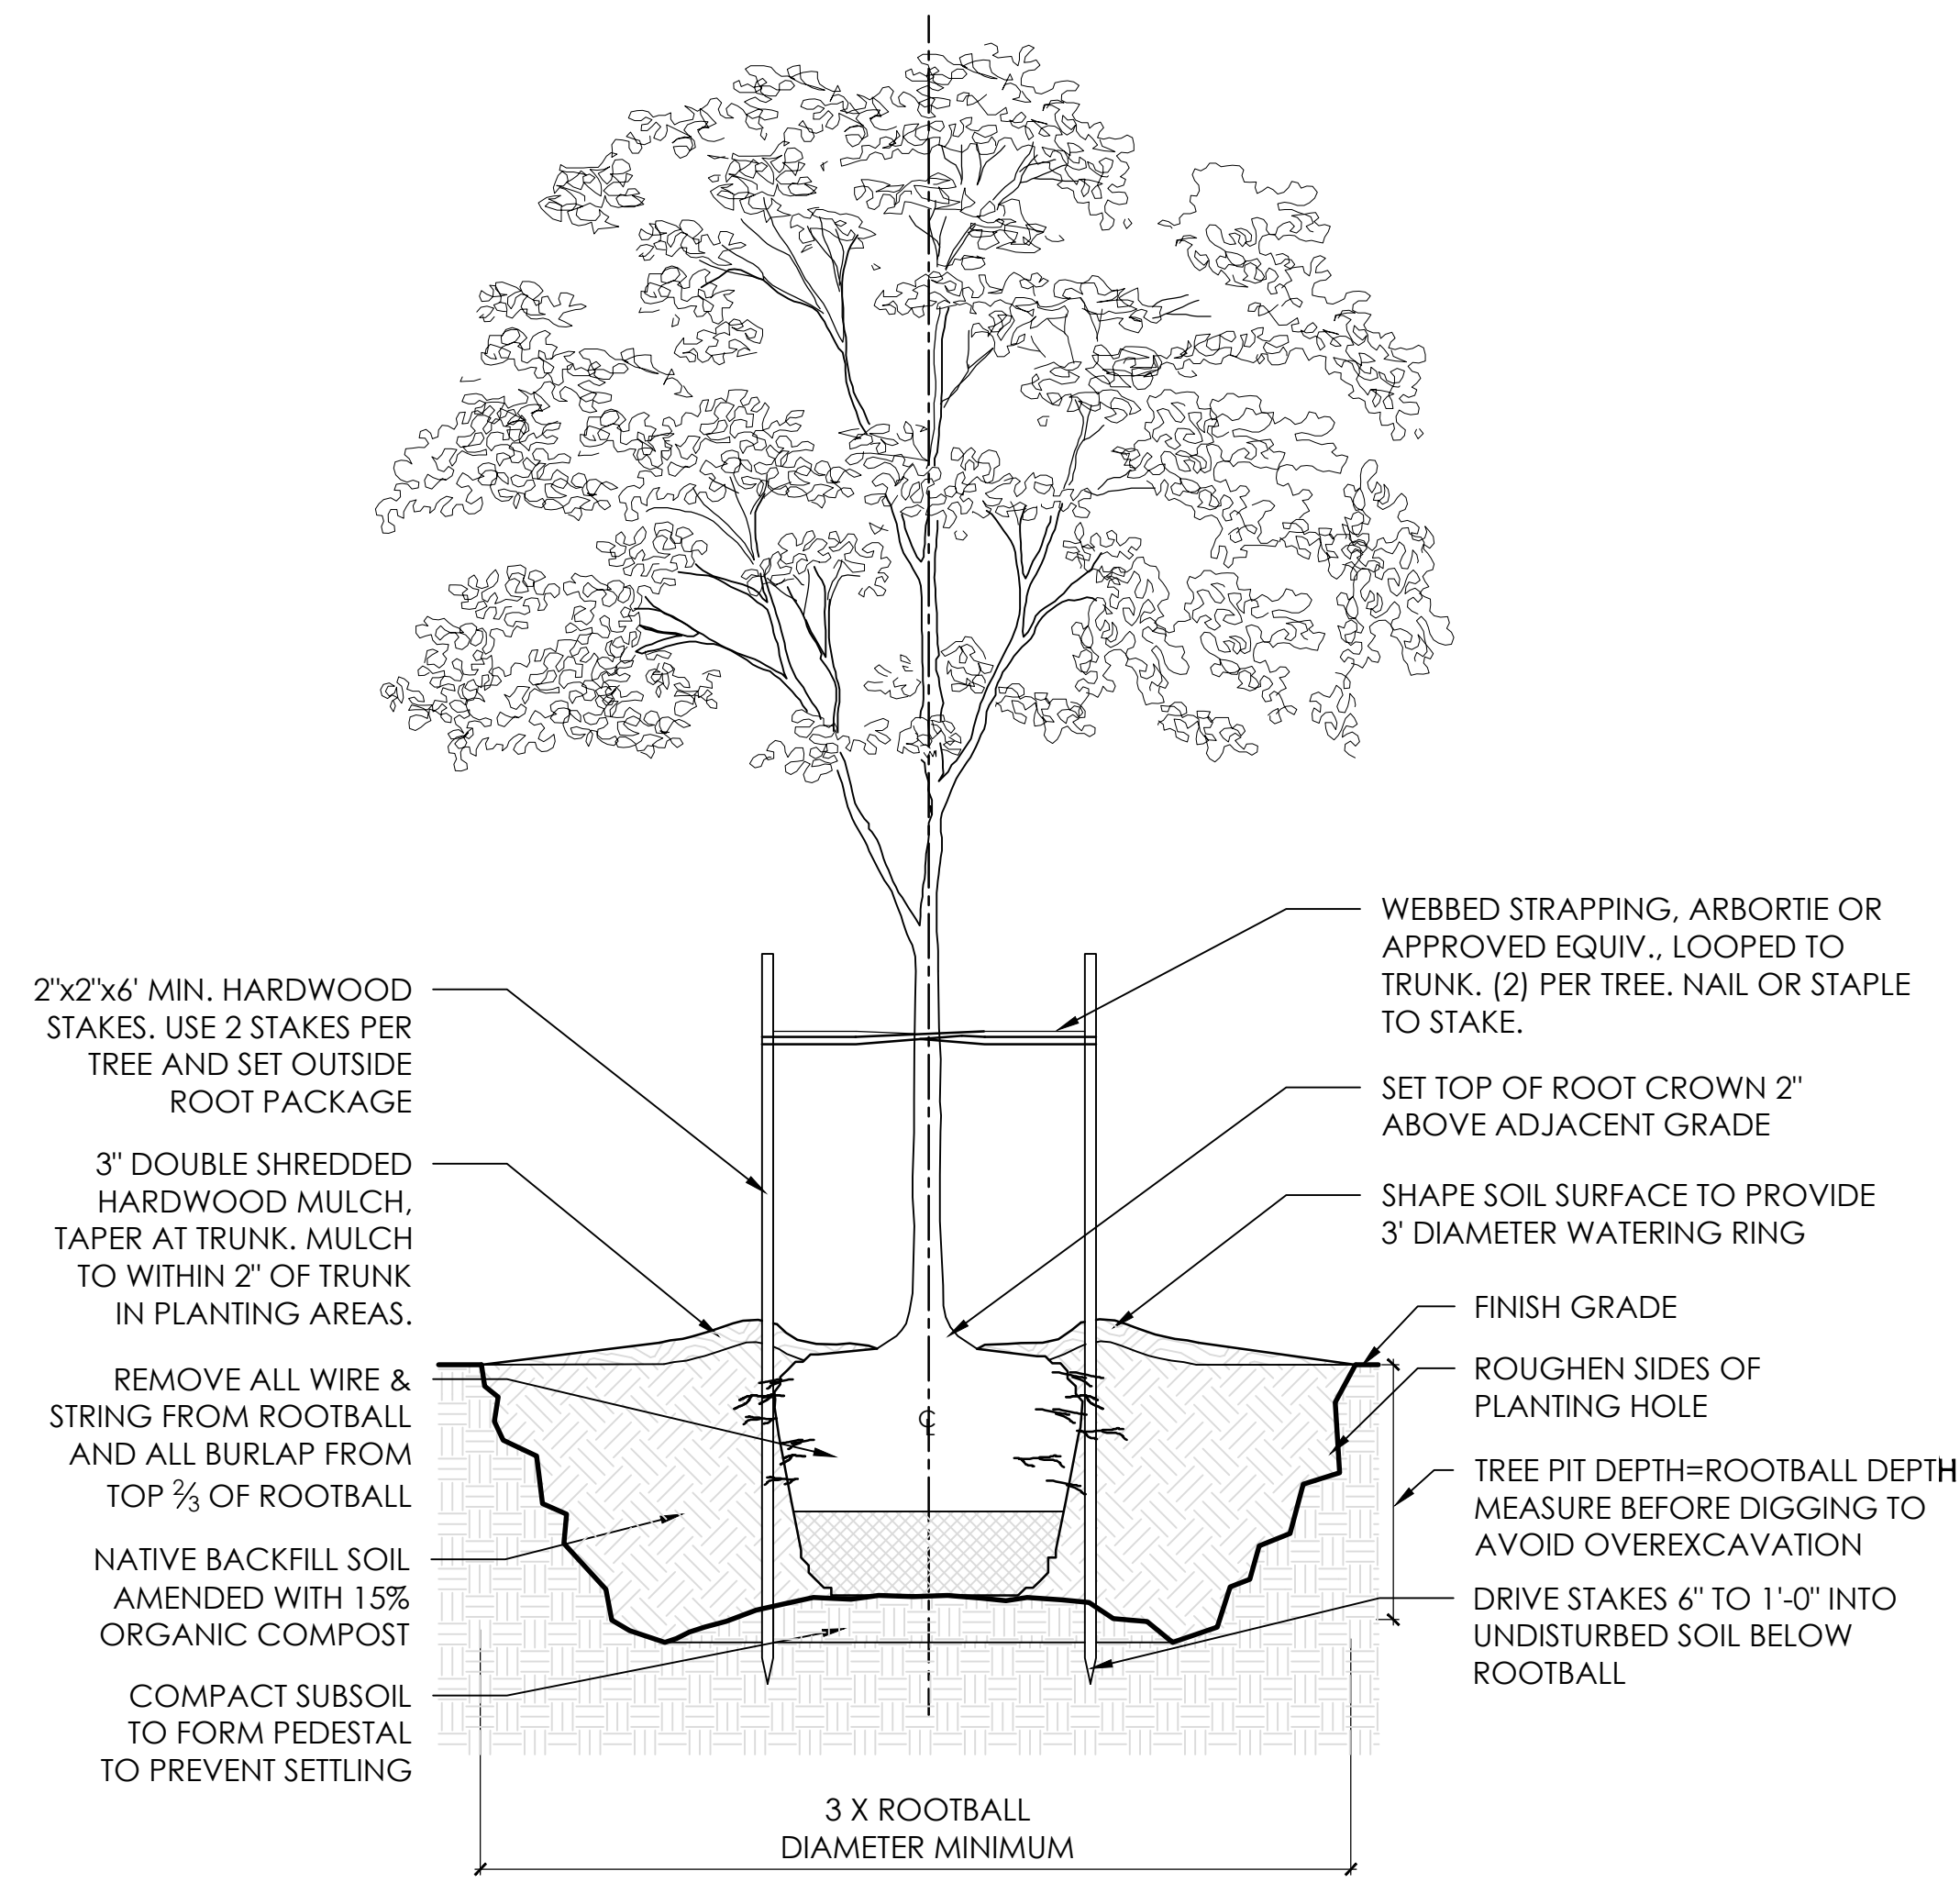 2"x2"x6' MIN. HARDWOOD
STAKES. USE 2 STAKES PER
TREE AND SET OUTSIDE
ROOT PACKAGE
3" DOUBLE SHREDDED
HARDWOOD MULCH,
TAPER AT TRUNK. MULCH
TO WITHIN 2" OF TRUNK
IN PLANTING AREAS.
REMOVE ALL WIRE &
STRING FROM ROOTBALL
AND ALL BURLAP FROM
TOP ⅔ OF ROOTBALL
NATIVE BACKFILL SOIL
AMENDED WITH 15%
ORGANIC COMPOST
COMPACT SUBSOIL
TO FORM PEDESTAL
TO PREVENT SETTLING
WEBBED STRAPPING, ARBORTIE OR
APPROVED EQUIV., LOOPED TO
TRUNK. (2) PER TREE. NAIL OR STAPLE
TO STAKE.
SET TOP OF ROOT CROWN 2"
ABOVE ADJACENT GRADE
SHAPE SOIL SURFACE TO PROVIDE
3' DIAMETER WATERING RING
FINISH GRADE
ROUGHEN SIDES OF
PLANTING HOLE
TREE PIT DEPTH=ROOTBALL DEPTH
MEASURE BEFORE DIGGING TO
AVOID OVEREXCAVATION
DRIVE STAKES 6" TO 1'-0" INTO
UNDISTURBED SOIL BELOW
ROOTBALL
℄
3 X ROOTBALL
DIAMETER MINIMUM